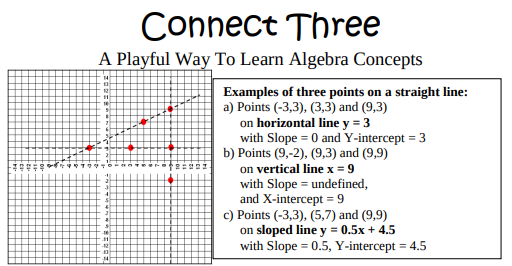 Connect Three
A Playful Way To Learn Algebra Concepts
Examples of three points on a straight line:
a) Points (-3,3), (3,3) and (9,3)
on horizontal line y = 3
with Slope = 0 and Y-intercept = 3
b) Points (9,-2), (9,3) and (9,9)
on vertical line x = 9
with Slope = undefined,
and X-intercept = 9
c) Points (-3,3), (5,7) and (9,9)
on sloped line y = 0.5x + 4.5
with Slope = 0.5, Y-intercept = 4.5